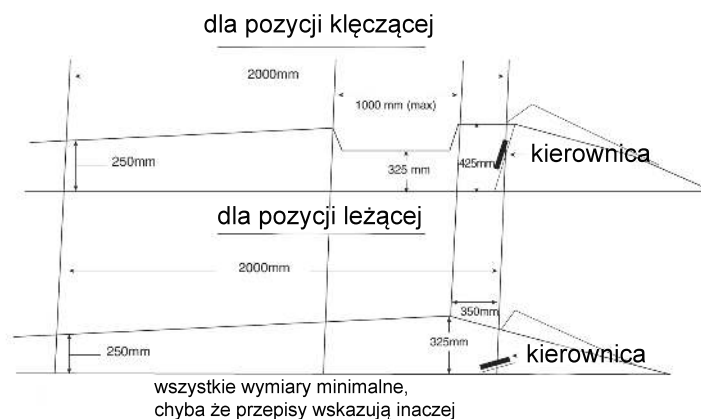 dla pozycji klęczącej
2000mm
1000 mm (max)
250mm
325 mm
425mm
kierownica
dla pozycji leżącej
2000mm
350mm
250mm
325mm
kierownica
wszystkie wymiary minimalne,
chyba że przepisy wskazują inaczej